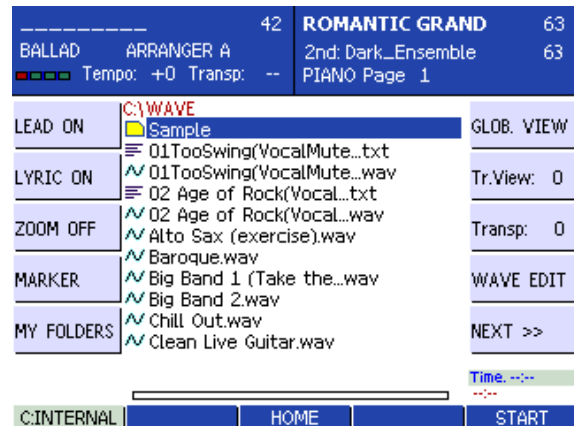 __________ 42
BALLAD ARRANGER A
Tempo: +0 Transp: --
ROMANTIC GRAND 63
2nd: Dark_Ensemble 63
PIANO Page 1
LEAD ON
LYRIC ON
ZOOM OFF
MARKER
MY FOLDERS
C:\WAVE
Sample
01TooSwing(VocalMute...txt
01TooSwing(VocalMute...wav
02 Age of Rock(Vocal...txt
02 Age of Rock(Vocal...wav
Alto Sax (exercise).wav
Baroque.wav
Big Band 1 (Take the...wav
Big Band 2.wav
Chill Out.wav
Clean Live Guitar.wav
GLOB. VIEW
Tr.View: 0
Transp: 0
WAVE EDIT
NEXT >>
Time. --:--
--:--
C:INTERNAL
HOME
START